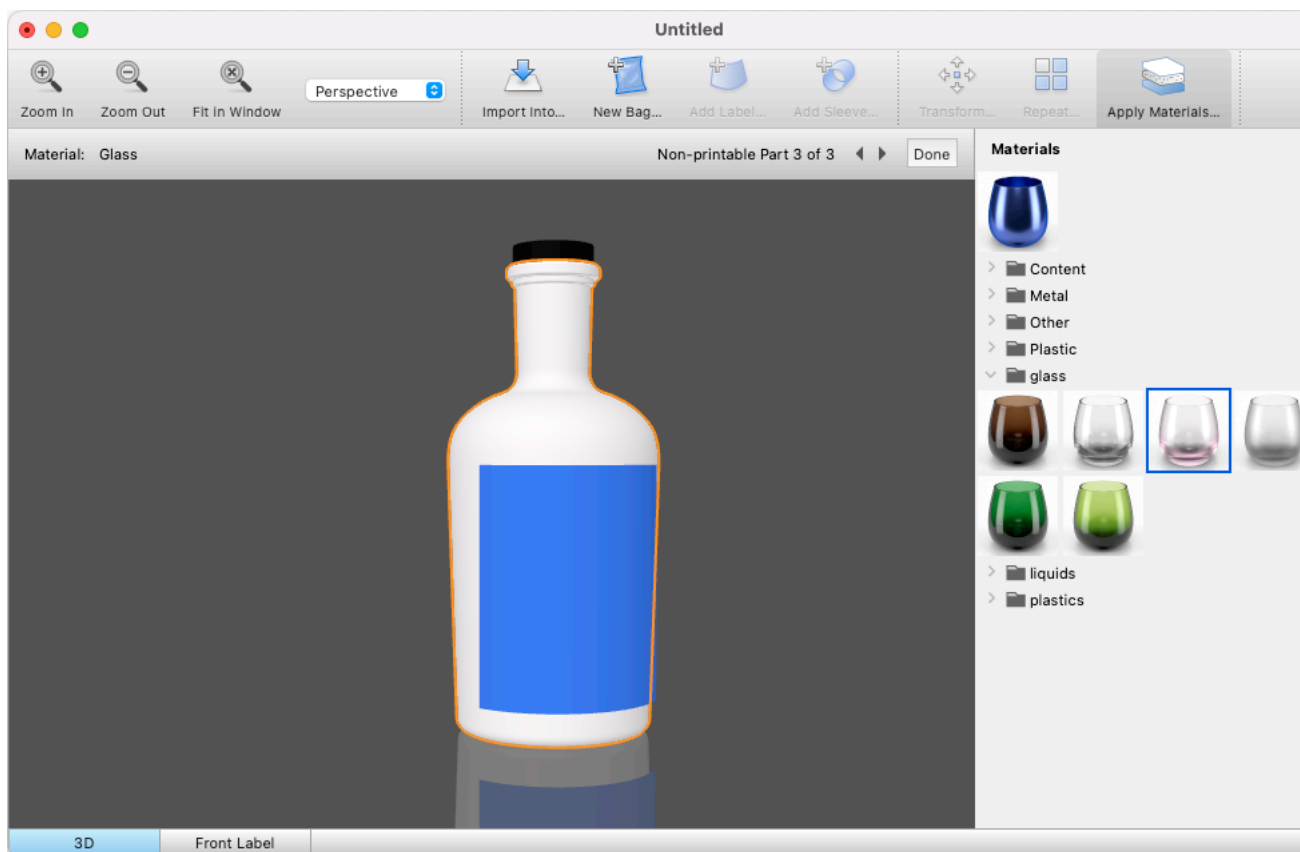 Untitled
Zoom In
Zoom Out
Fit in Window
Perspective
Import Into...
New Bag...
Add Label...
Add Sleeve...
Transform...
Repeat...
Apply Materials...
Material: Glass
Non-printable Part 3 of 3
Done
Materials
Content
Metal
Other
Plastic
glass
liquids
plastics
3D
Front Label